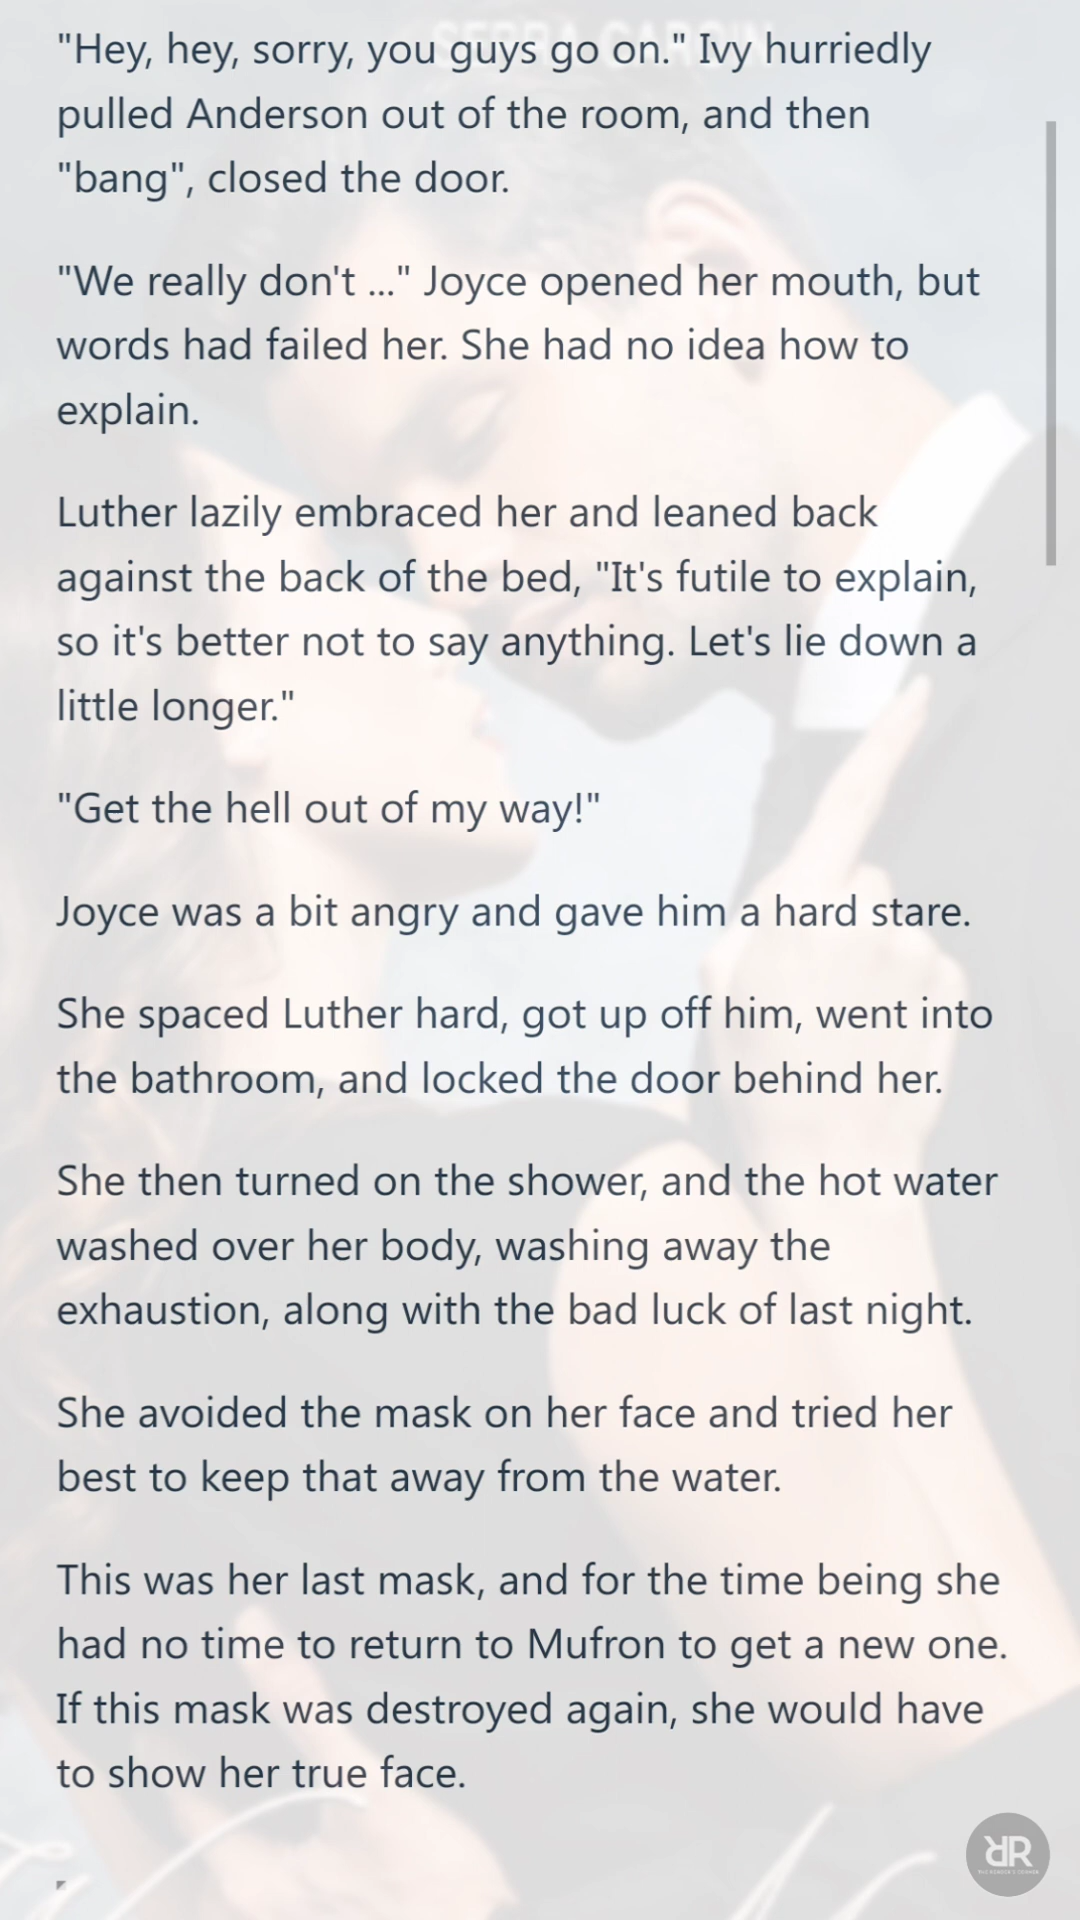 SERRA CARSIN
"Hey, hey, sorry, you guys go on." Ivy hurriedly
pulled Anderson out of the room, and then
"bang", closed the door.
"We really don't ..." Joyce opened her mouth, but
words had failed her. She had no idea how to
explain.
Luther lazily embraced her and leaned back
against the back of the bed, "It's futile to explain,
so it's better not to say anything. Let's lie down a
little longer."
"Get the hell out of my way!"
Joyce was a bit angry and gave him a hard stare.
She spaced Luther hard, got up off him, went into
the bathroom, and locked the door behind her.
She then turned on the shower, and the hot water
washed over her body, washing away the
exhaustion, along with the bad luck of last night.
She avoided the mask on her face and tried her
best to keep that away from the water.
This was her last mask, and for the time being she
had no time to return to Mufron to get a new one.
If this mask was destroyed again, she would have
to show her true face.
RR